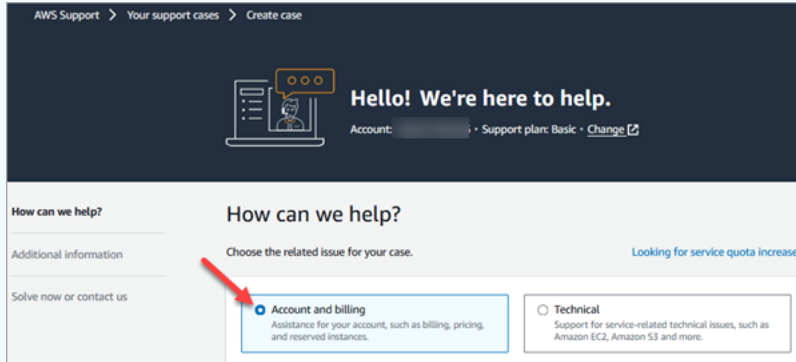 AWS Support > Your support cases > Create case
Hello! We're here to help.
Account: 5 • Support plan: Basic • Change
How can we help?
Additional information
Solve now or contact us
How can we help?
Choose the related issue for your case.
Looking for service quota increase
Account and billing
Assistance for your account, such as billing, pricing,
and reserved instances.
Technical
Support for service-related technical issues, such as
Amazon EC2, Amazon S3 and more.